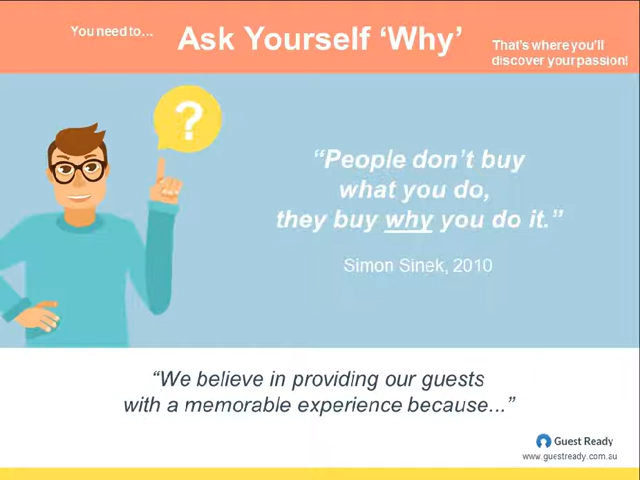 You need to...
Ask Yourself ‘Why’
That's where you'll
discover your passion!
?
“People don’t buy
what you do,
they buy why you do it.”
Simon Sinek, 2010
“We believe in providing our guests
with a memorable experience because...”
Guest Ready
www.guestready.com.au